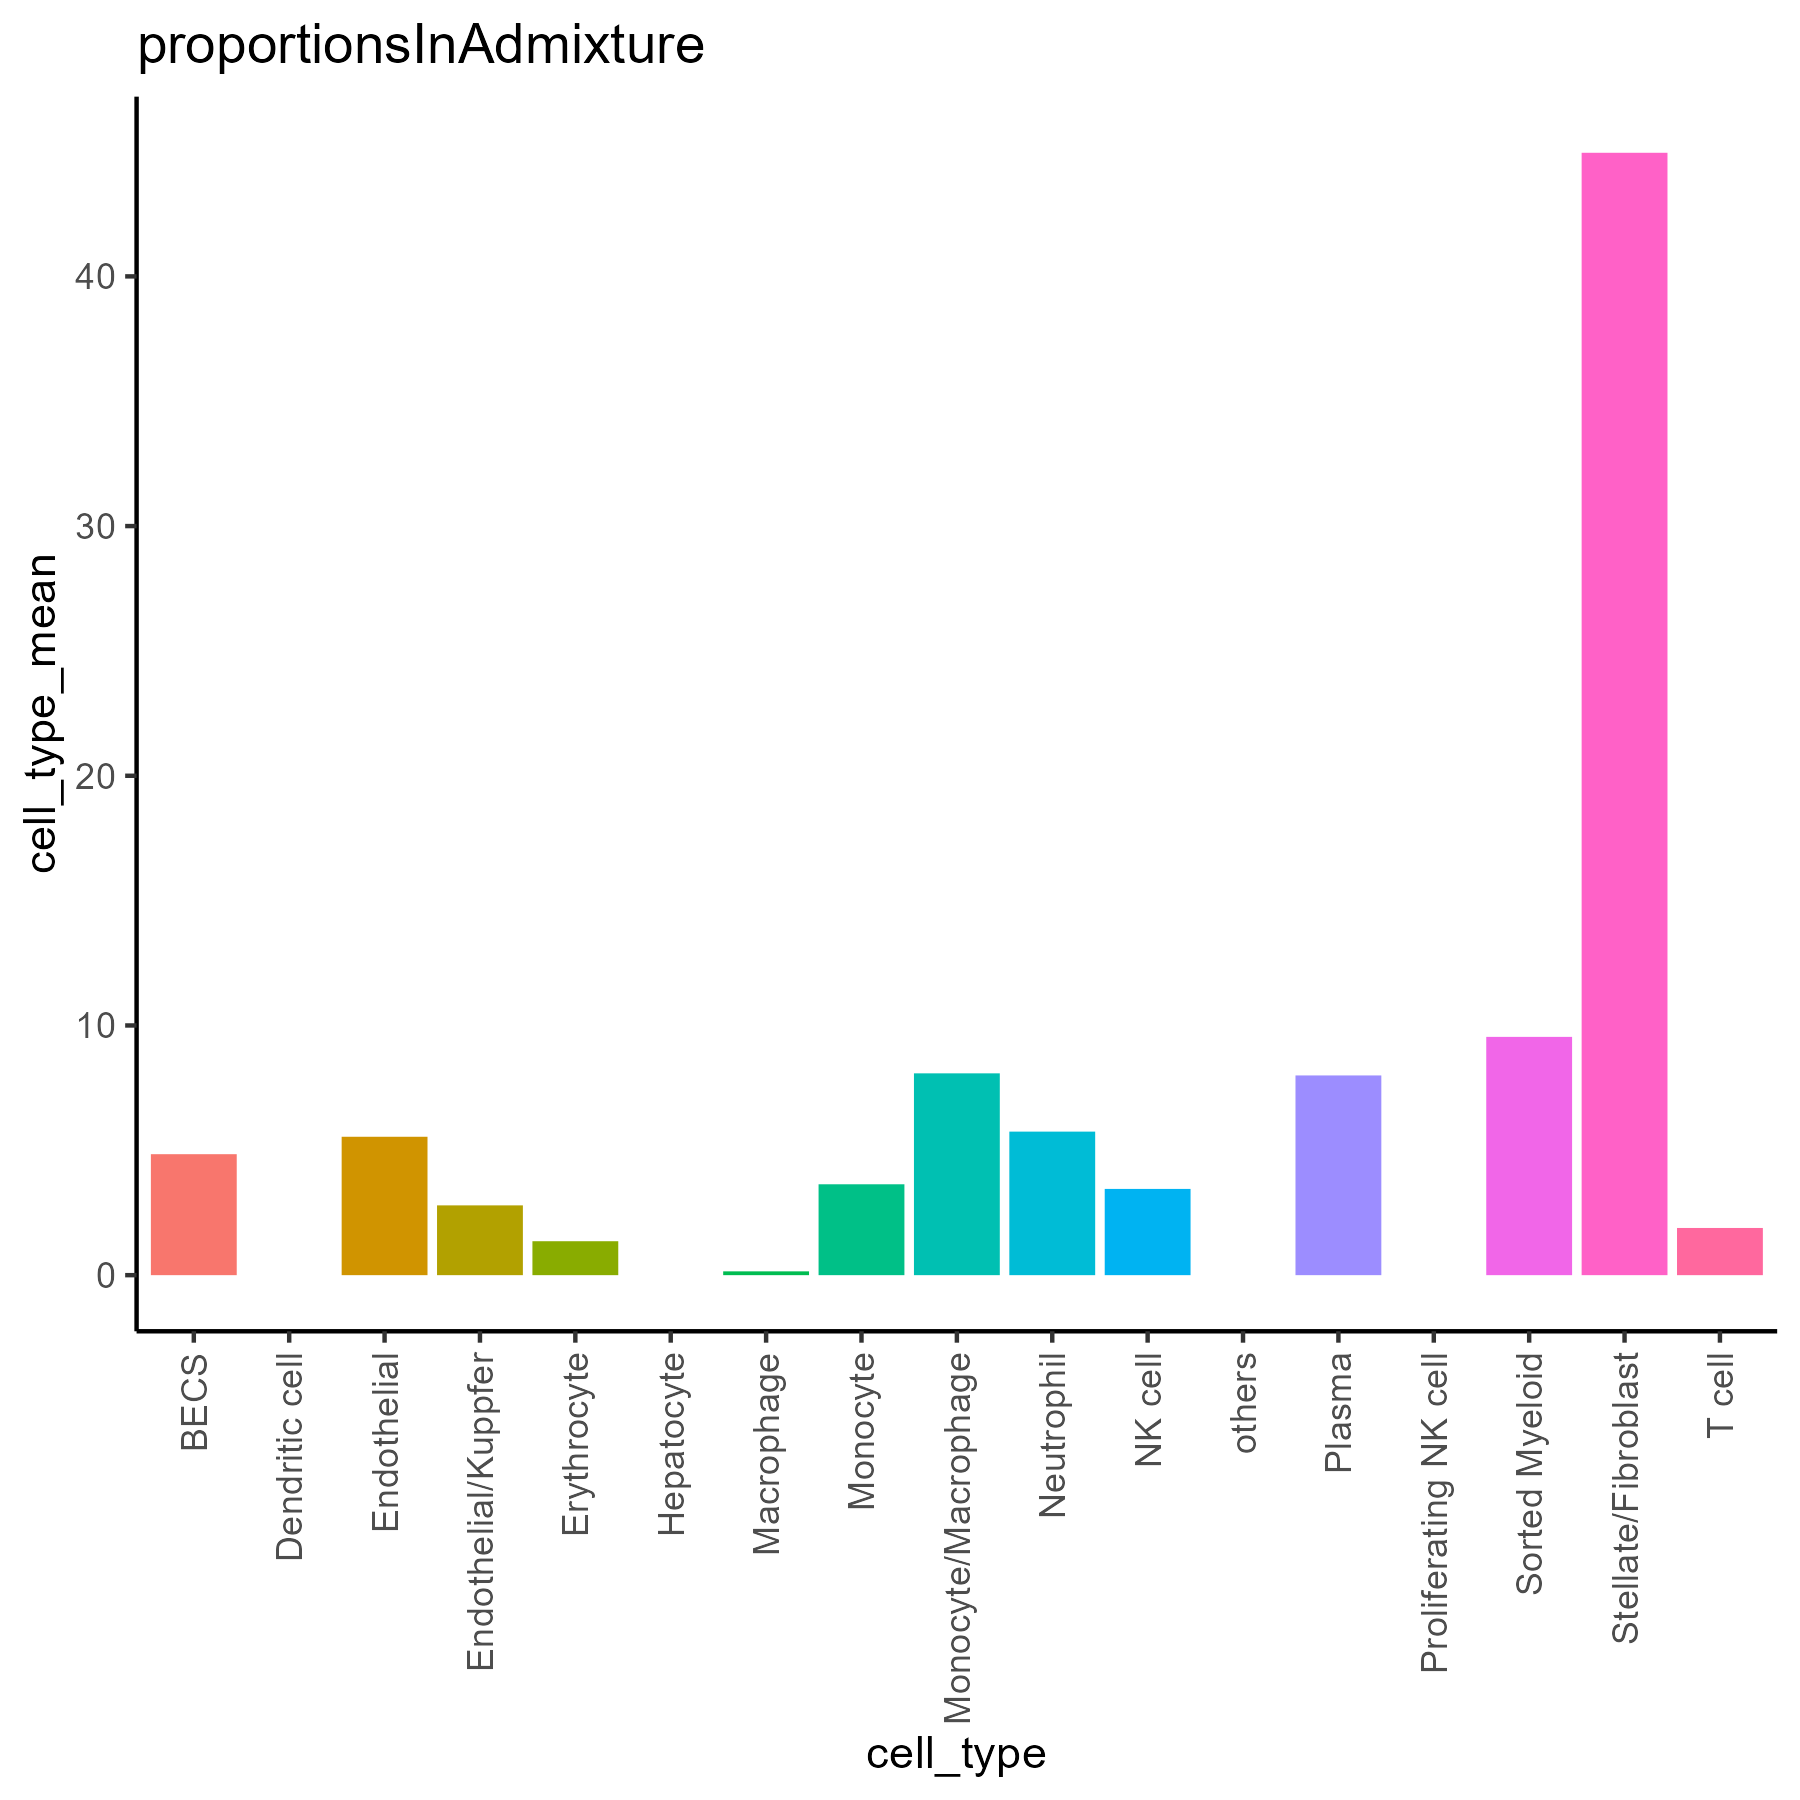 proportionsInAdmixture
cell_type_mean
40
30
20
10
0
BECS
Dendritic cell
Endothelial
Endothelial/Kuppfer
Erythrocyte
Hepatocyte
Macrophage
Monocyte
Monocyte/Macrophage
Neutrophil
NK cell
others
Plasma
Proliferating NK cell
Sorted Myeloid
Stellate/Fibroblast
T cell
cell_type